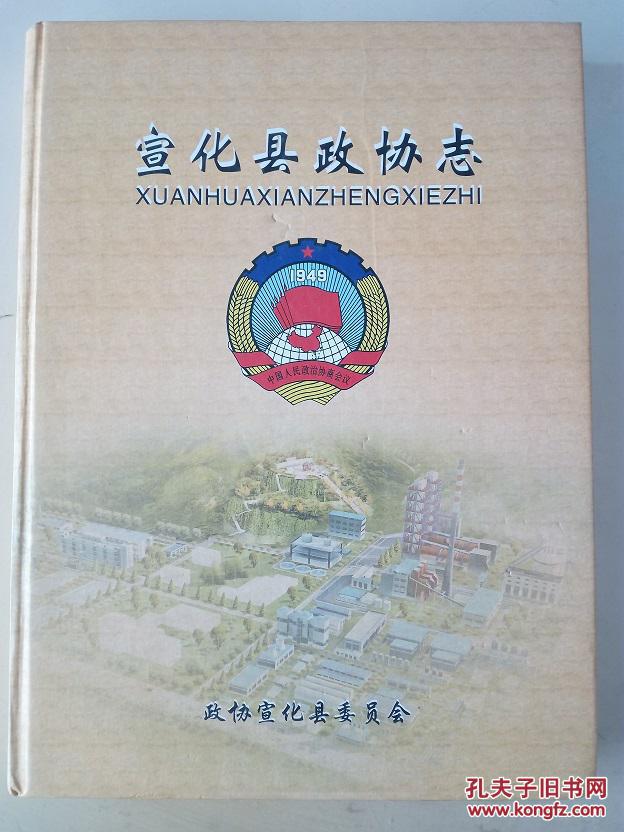 宣化县政协志
XUANHUAXIANZHENGXIEZHI
1949
中国人民政治协商会议
政协宣化县委员会
孔夫子旧书网
www.kongfz.com